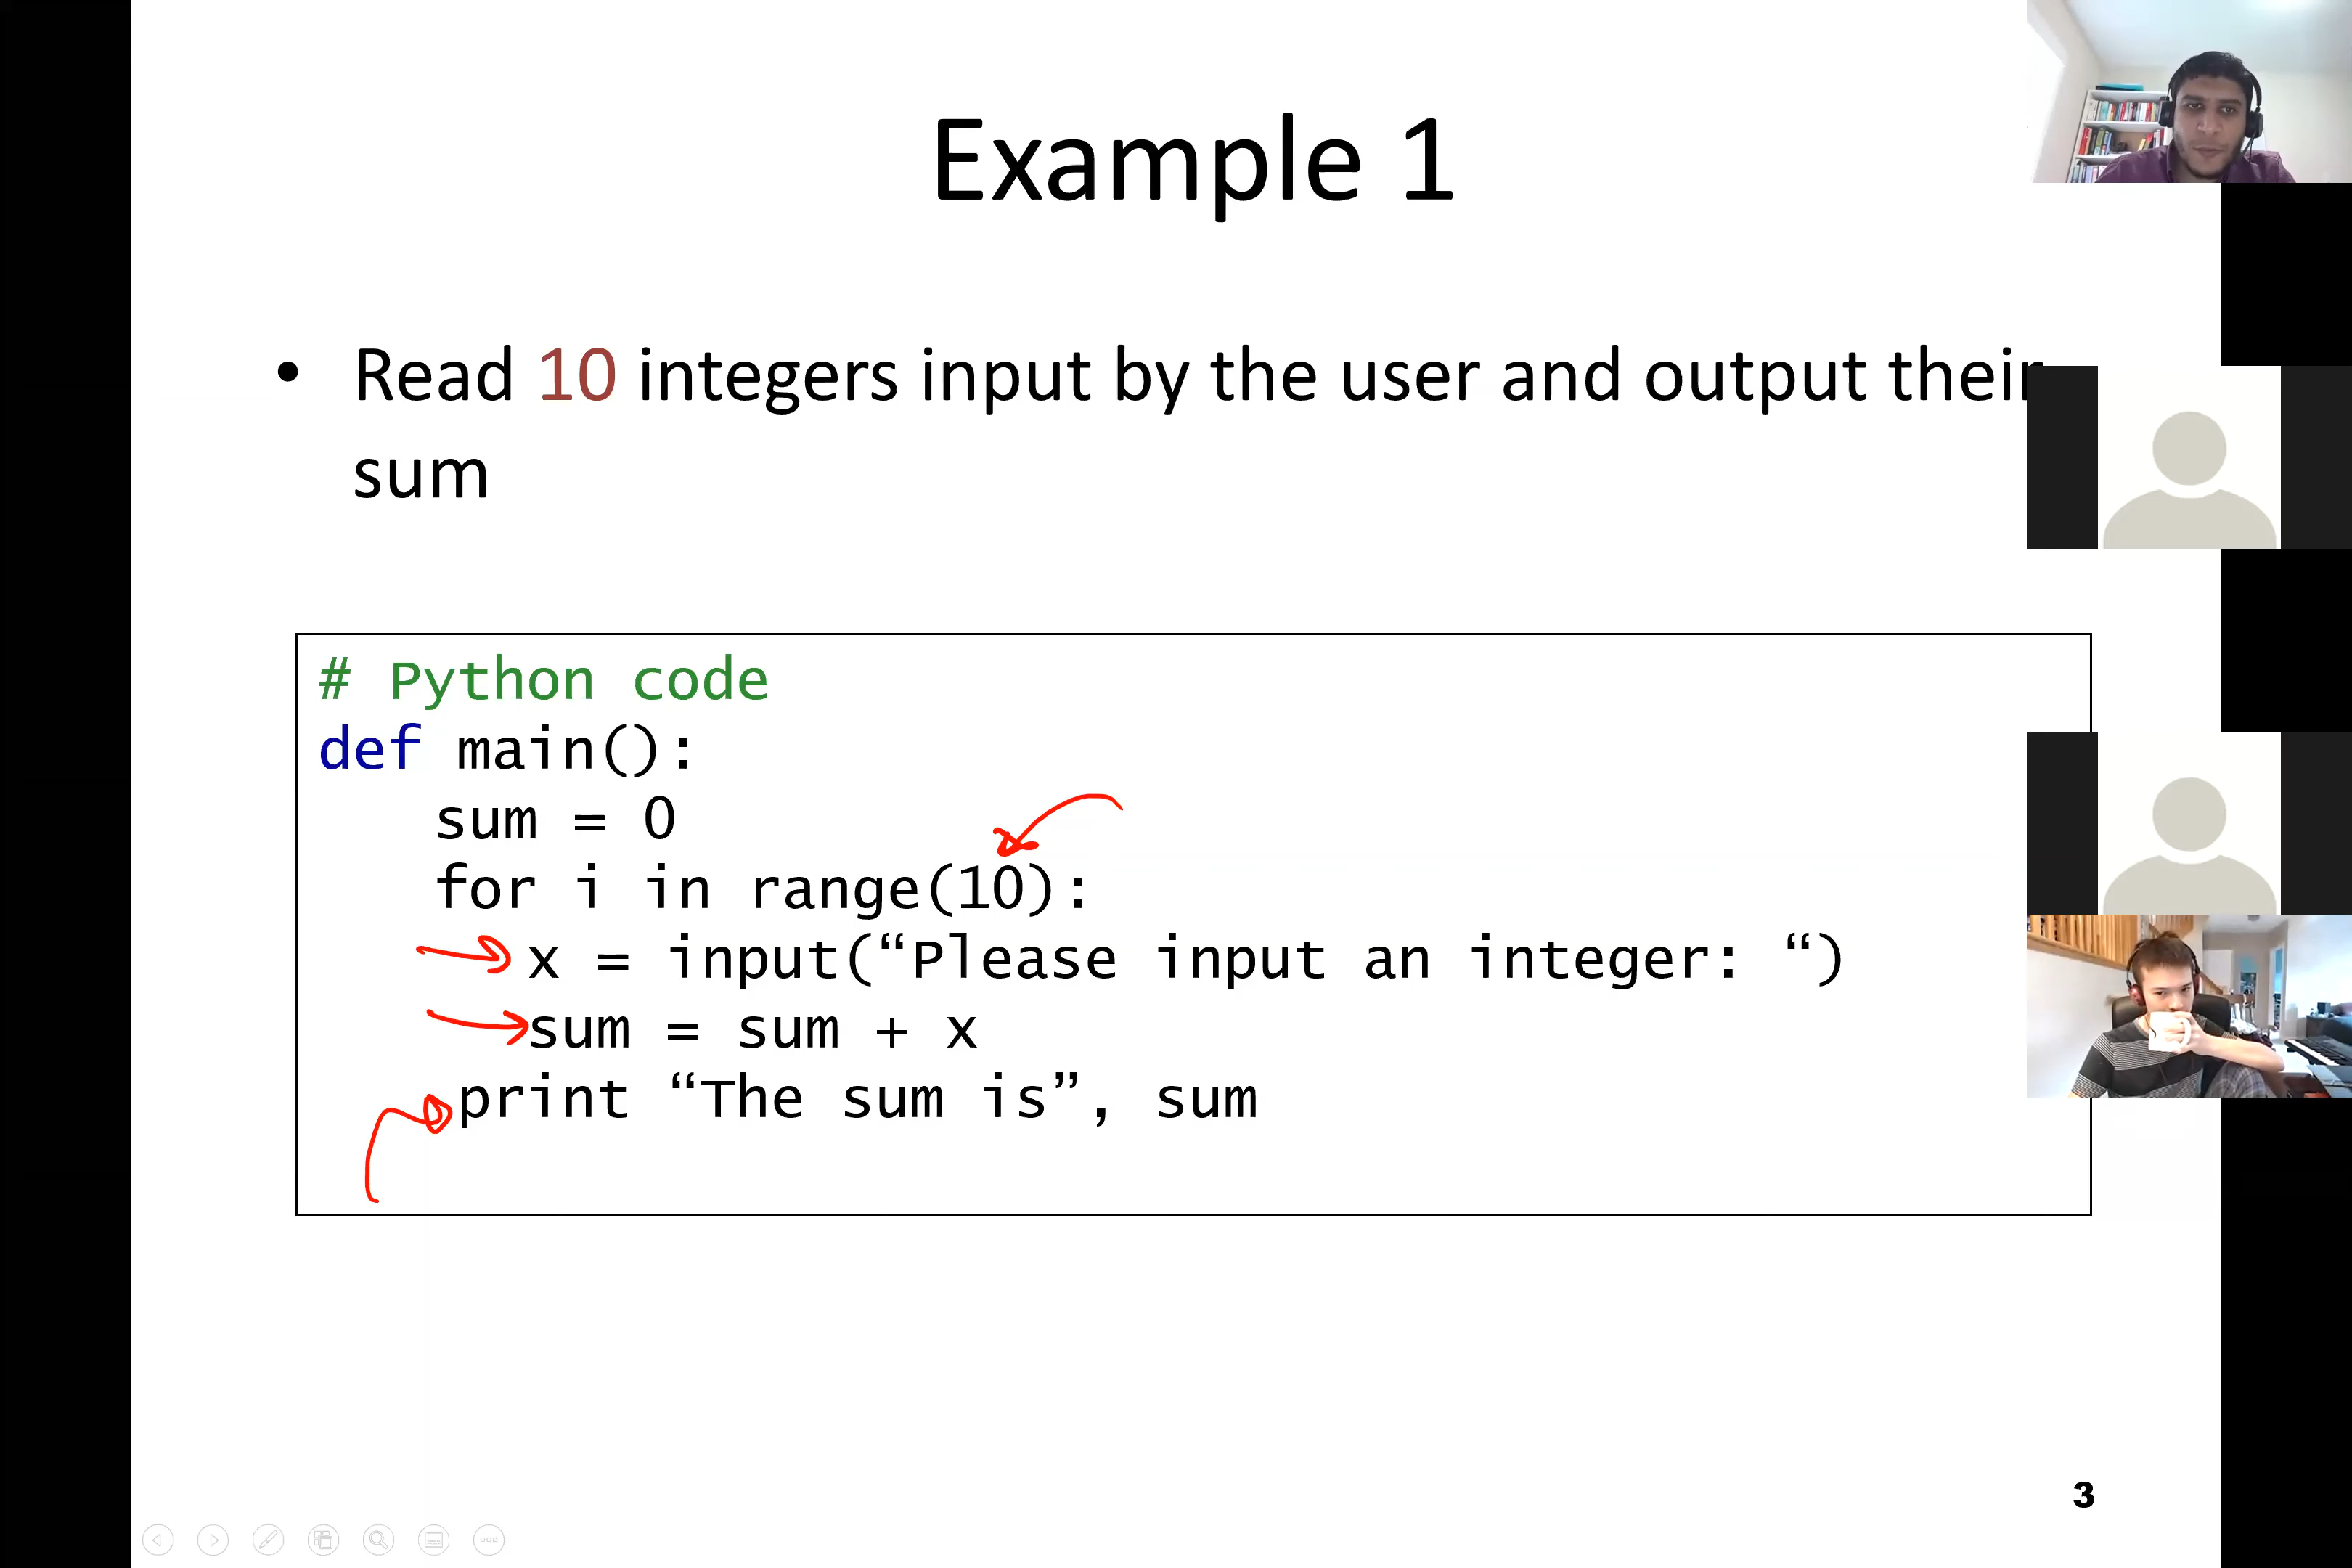 Example 1
• Read 10 integers input by the user and output their
sum
# Python code
def main():
sum = 0
for i in range(10):
x = input(“Please input an integer: “)
sum = sum + x
print “The sum is”, sum
3